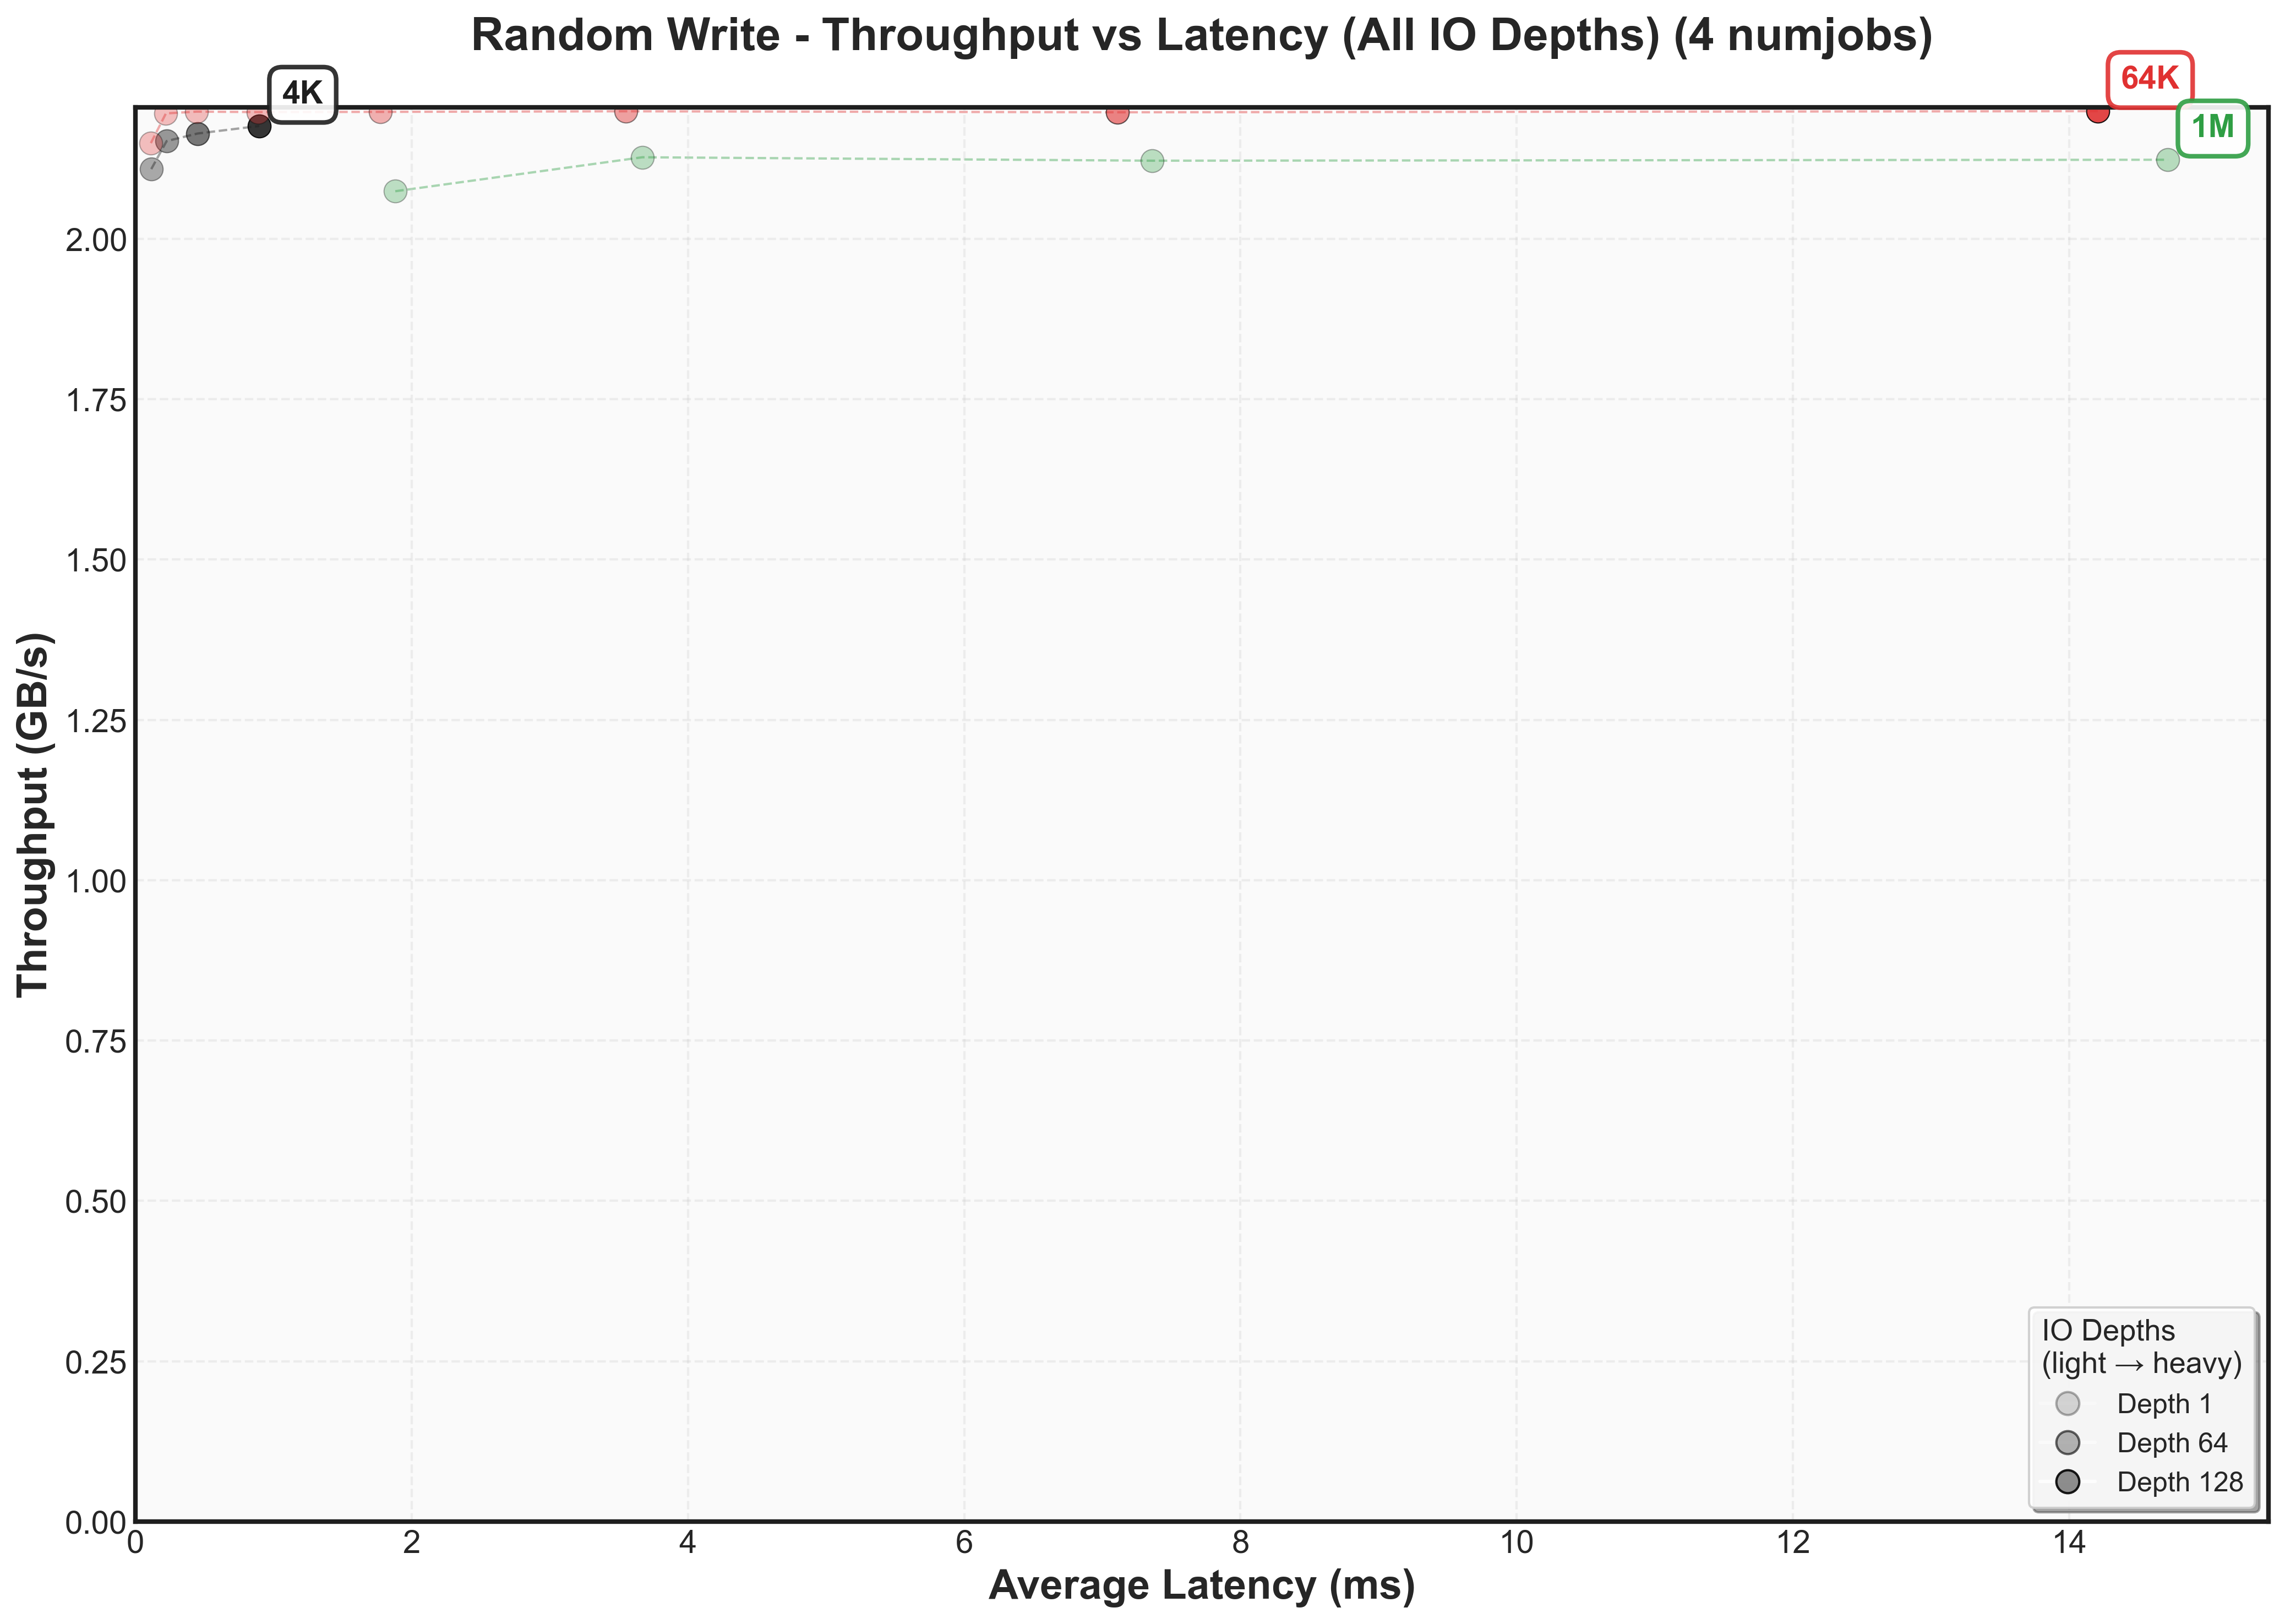 Random Write - Throughput vs Latency (All IO Depths) (4 numjobs)
4K
64K
1M
Throughput (GB/s)
2.00
1.75
1.50
1.25
1.00
0.75
0.50
0.25
0.00
IO Depths
(light → heavy)
Depth 1
Depth 64
Depth 128
0 2 4 6 8 10 12 14
Average Latency (ms)